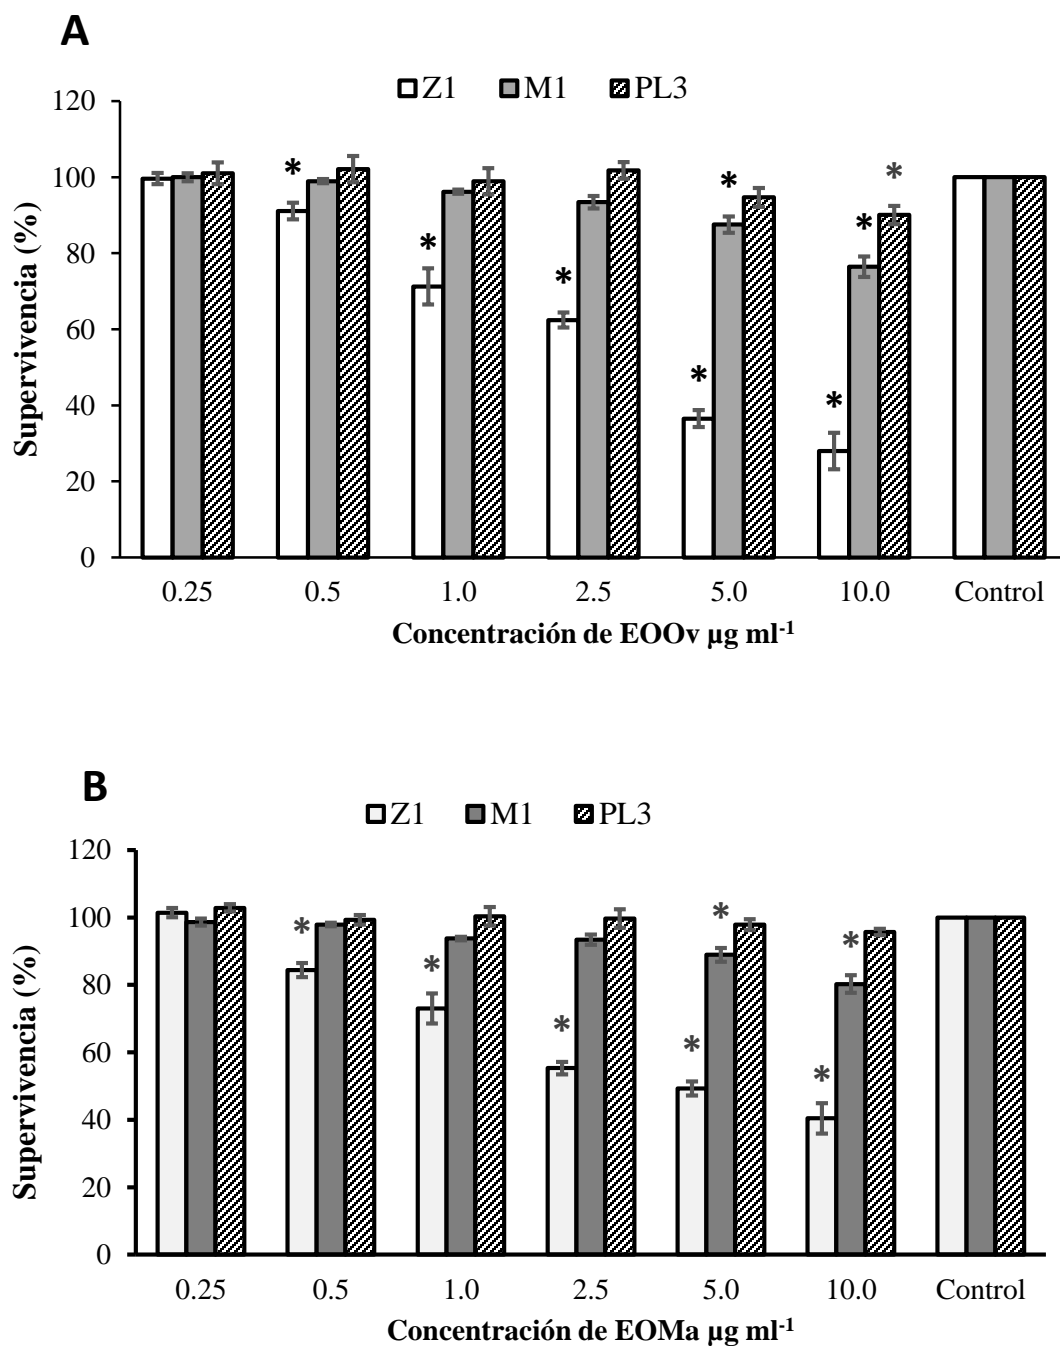 A
Z1 M1 PL3
120
100
80
60
40
20
0
Supervivencia (%)
* * * * * * * * *
0.25 0.5 1.0 2.5 5.0 10.0 Control
Concentración de EOOv µg ml-1
B
Z1 M1 PL3
120
100
80
60
40
20
0
Supervivencia (%)
* * * * * * *
0.25 0.5 1.0 2.5 5.0 10.0 Control
Concentración de EOMa µg ml-1